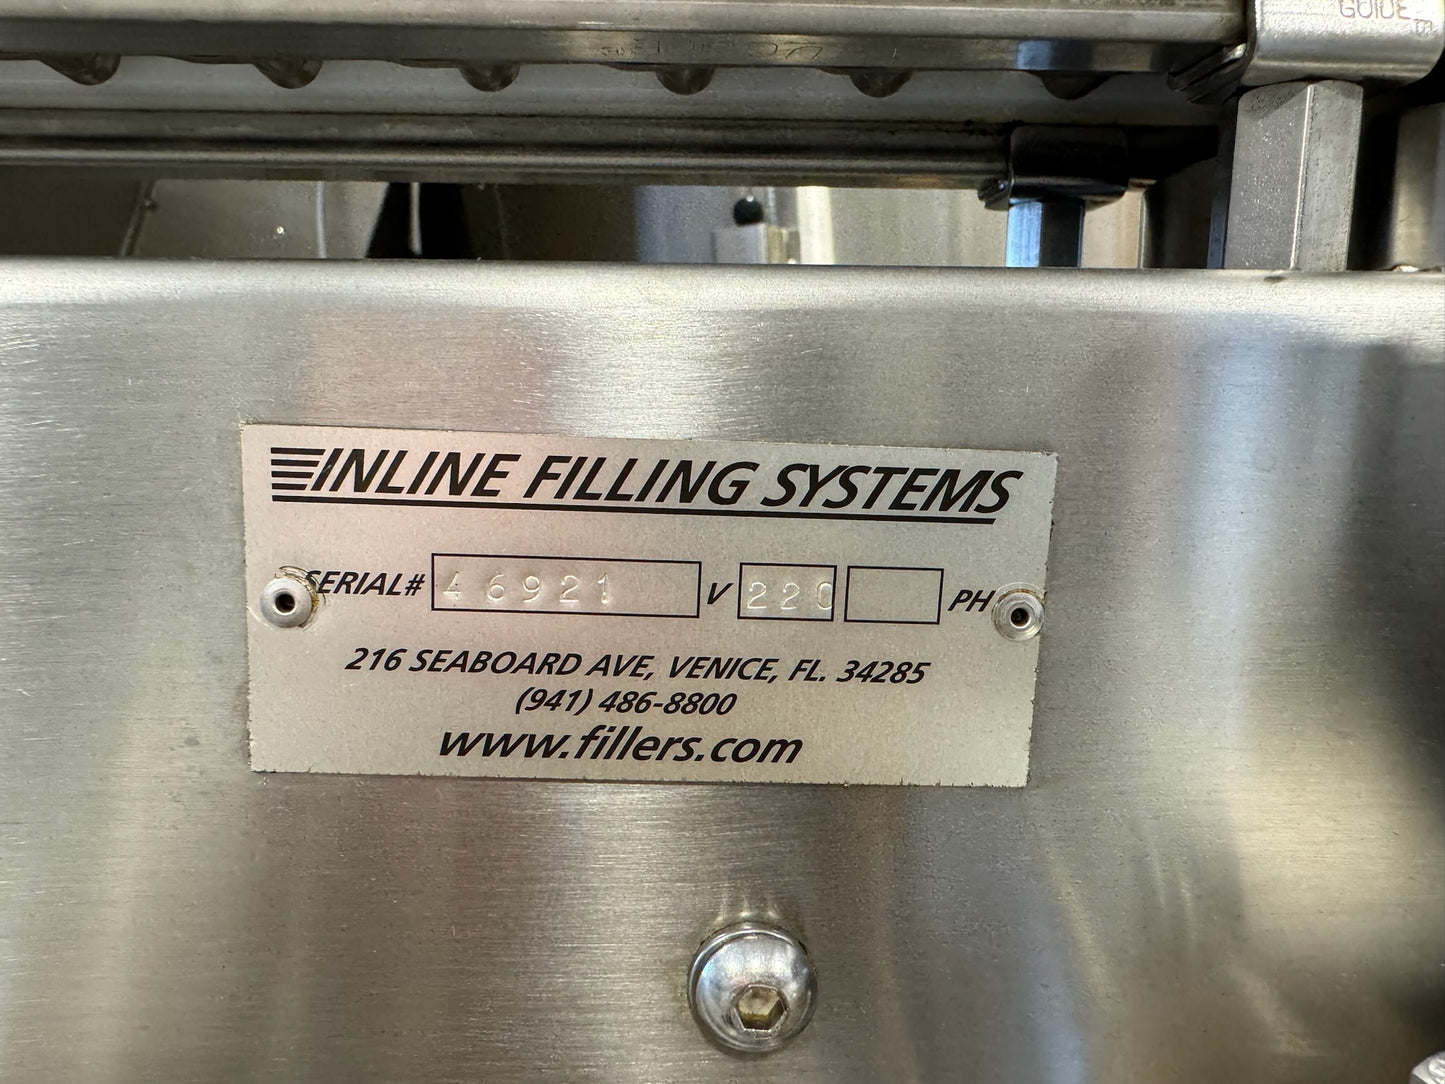 GUIDE
INLINE FILLING SYSTEMS
SERIAL# 46921 V 220 PH
216 SEABOARD AVE, VENICE, FL. 34285
(941) 486-8800
www.fillers.com